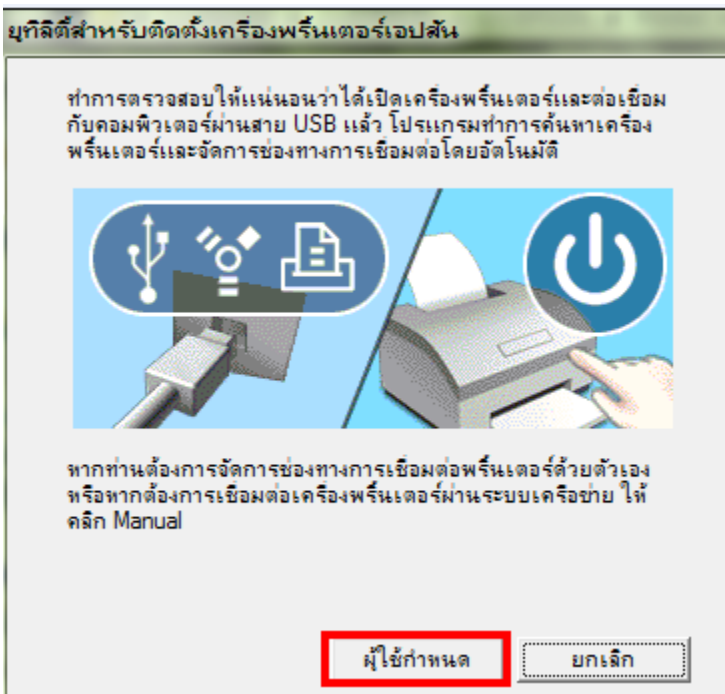 ยูทิลิตี้สำหรับติดตั้งเครื่องพริ้นเตอร์เอปสัน
ทำการตรวจสอบให้แน่นอนว่าได้เปิดเครื่องพริ้นเตอร์และต่อเชื่อม
กับคอมพิวเตอร์ผ่านสาย USB แล้ว โปรแกรมทำการค้นหาเครื่อง
พริ้นเตอร์และจัดการช่องทางการเชื่อมต่อโดยอัตโนมัติ
หากท่านต้องการจัดการช่องทางการเชื่อมต่อพริ้นเตอร์ด้วยตัวเอง
หรือหากต้องการเชื่อมต่อเครื่องพริ้นเตอร์ผ่านระบบเครือข่าย ให้
คลิก Manual
ผู้ใช้กำหนด
ยกเลิก